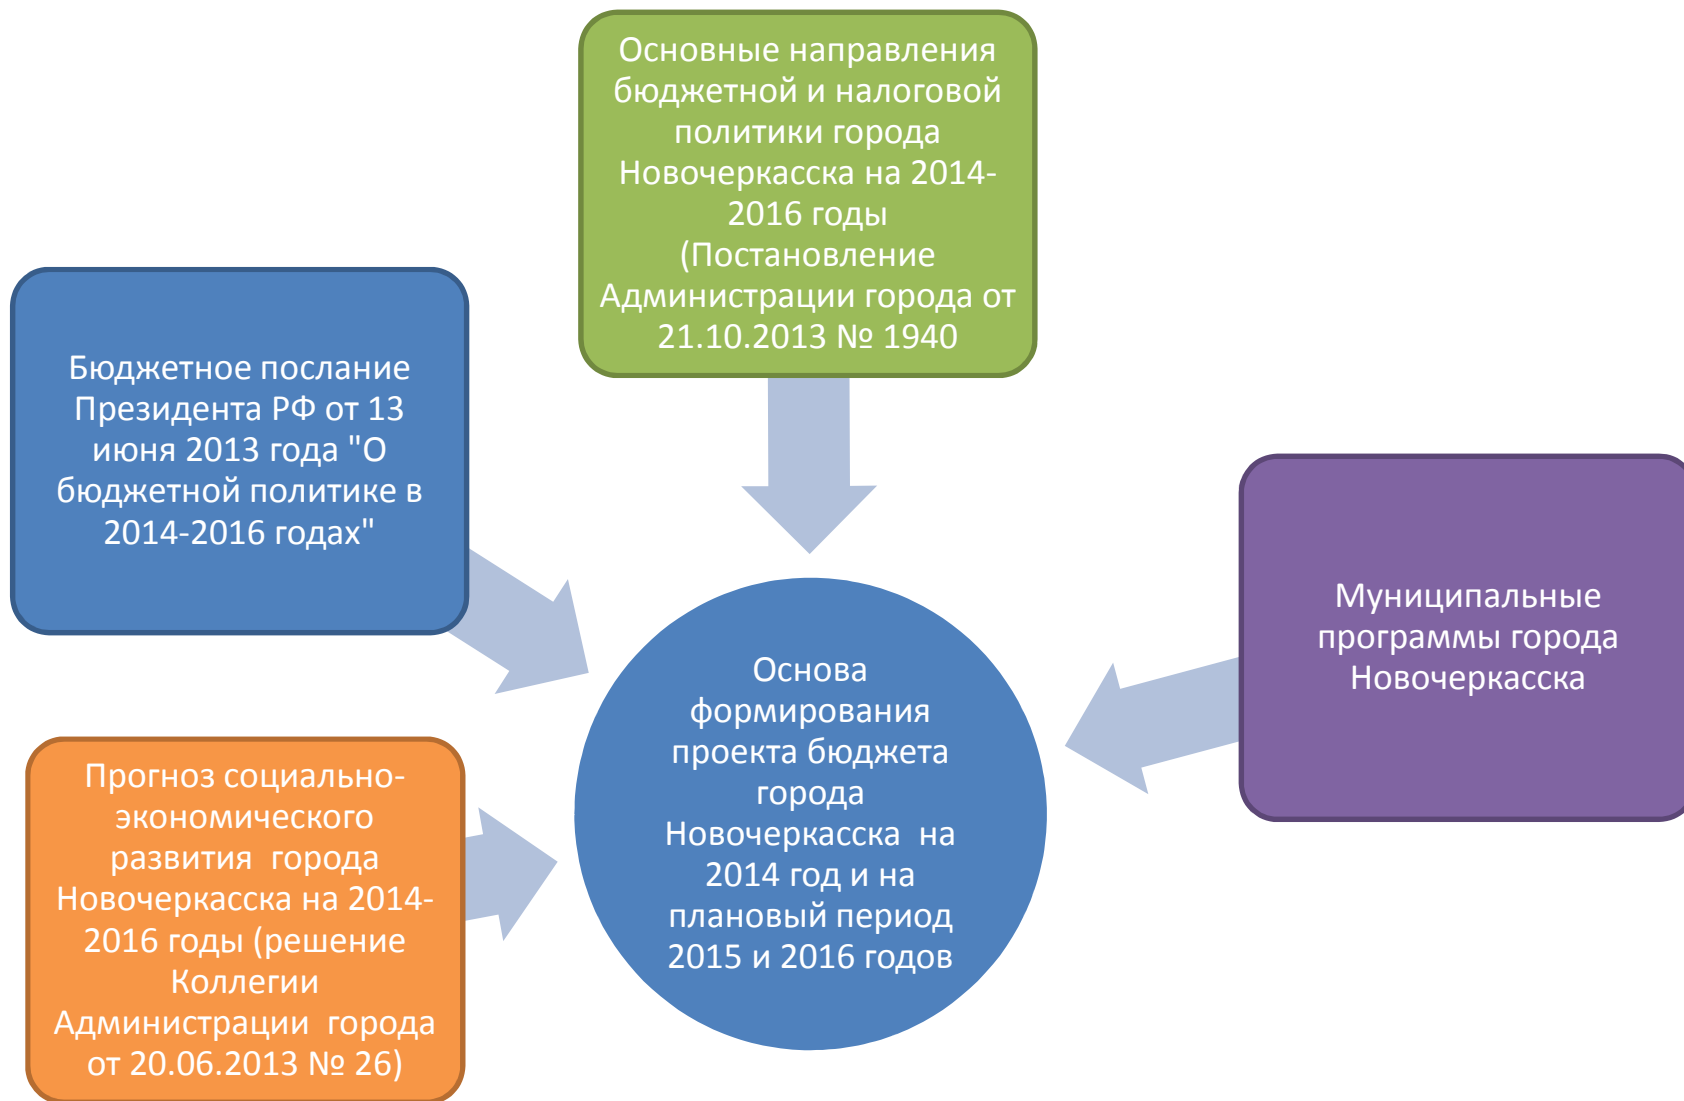 Основные направления
бюджетной и налоговой
политики города
Новочеркасска на 2014-
2016 годы
(Постановление
Администрации города от
21.10.2013 № 1940
Бюджетное послание
Президента РФ от 13
июня 2013 года "О
бюджетной политике в
2014-2016 годах"
Муниципальные
программы города
Новочеркасска
Прогноз социально-
экономического
развития города
Новочеркасска на 2014-
2016 годы (решение
Коллегии
Администрации города
от 20.06.2013 № 26)
Основа
формирования
проекта бюджета
города
Новочеркасска на
2014 год и на
плановый период
2015 и 2016 годов